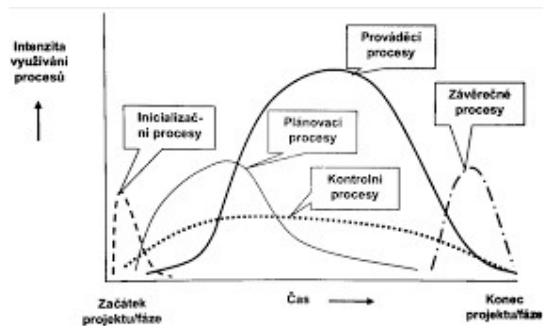 Intenzita
využívání
procesů
Inicializač-
ní procesy
Plánovací
procesy
Prováděcí
procesy
Kontrolní
procesy
Závěrečné
procesy
Začátek
projektu/fáze
Čas
Konec
projektu/fáze